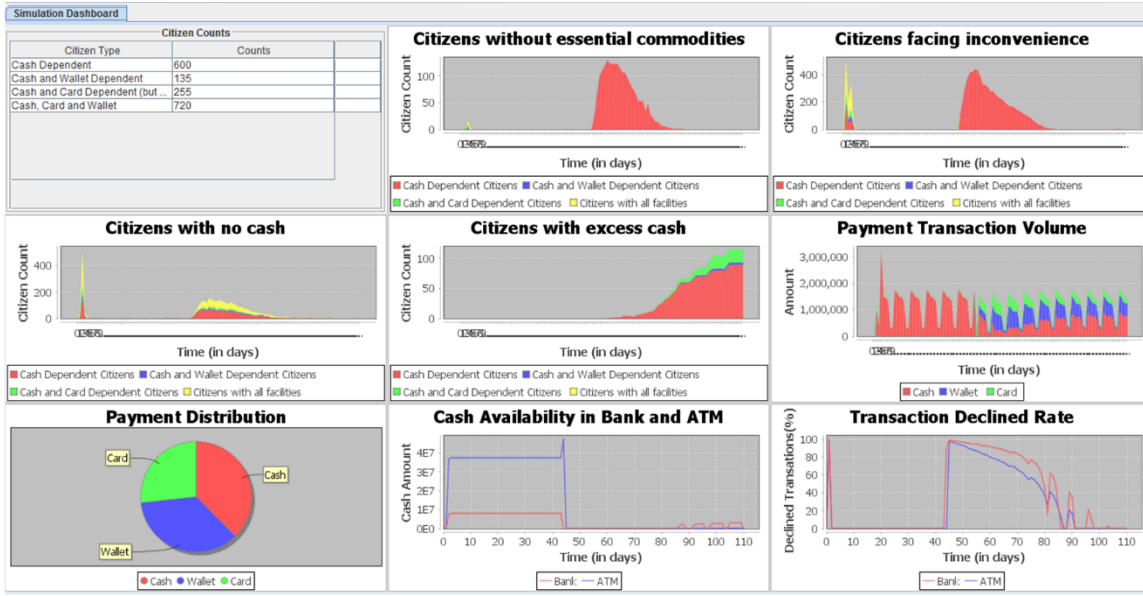 Simulation Dashboard
Citizen Counts
Citizen Type Counts
Cash Dependent 600
Cash and Wallet Dependent 135
Cash and Card Dependent (but ... 255
Cash, Card and Wallet 720
Citizens without essential commodities
Citizen Count
100
50
0
Time (in days)
Cash Dependent Citizens Cash and Wallet Dependent Citizens
Cash and Card Dependent Citizens Citizens with all facilities
Citizens facing inconvenience
Citizen Count
400
200
0
Time (in days)
Cash Dependent Citizens Cash and Wallet Dependent Citizens
Cash and Card Dependent Citizens Citizens with all facilities
Citizens with no cash
Citizen Count
400
200
0
Time (in days)
Cash Dependent Citizens Cash and Wallet Dependent Citizens
Cash and Card Dependent Citizens Citizens with all facilities
Citizens with excess cash
Citizen Count
100
50
0
Time (in days)
Cash Dependent Citizens Cash and Wallet Dependent Citizens
Cash and Card Dependent Citizens Citizens with all facilities
Payment Transaction Volume
Amount
3,000,000
2,000,000
1,000,000
0
Time (in days)
Cash Wallet Card
Payment Distribution
Card
Cash
Wallet
Cash Wallet Card
Cash Availability in Bank and ATM
Cash Amount
4E7
3E7
2E7
1E7
0E0
0 10 20 30 40 50 60 70 80 90 100 110
Time (in days)
Bank ATM
Transaction Declined Rate
Declined Transations(%)
100
80
60
40
20
0
0 10 20 30 40 50 60 70 80 90 100 110
Time (in days)
Bank ATM